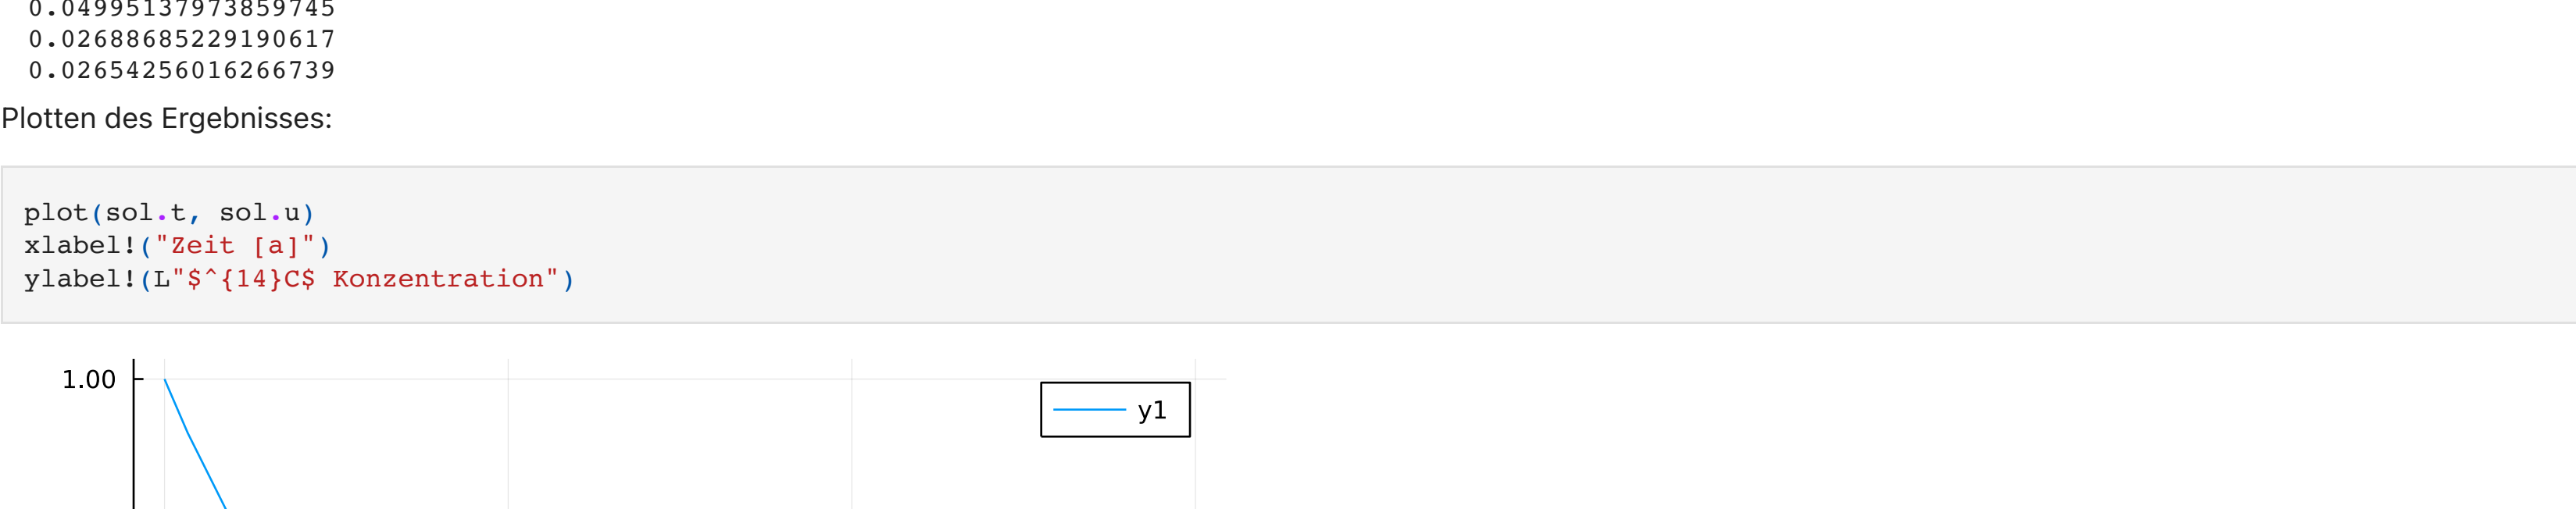 0.04995137973859745
0.02688685229190617
0.02654256016266739
Plotten des Ergebnisses:
plot(sol.t, sol.u)
xlabel!("Zeit [a]")
ylabel!(L"$^{14}C$ Konzentration")
1.00
y1